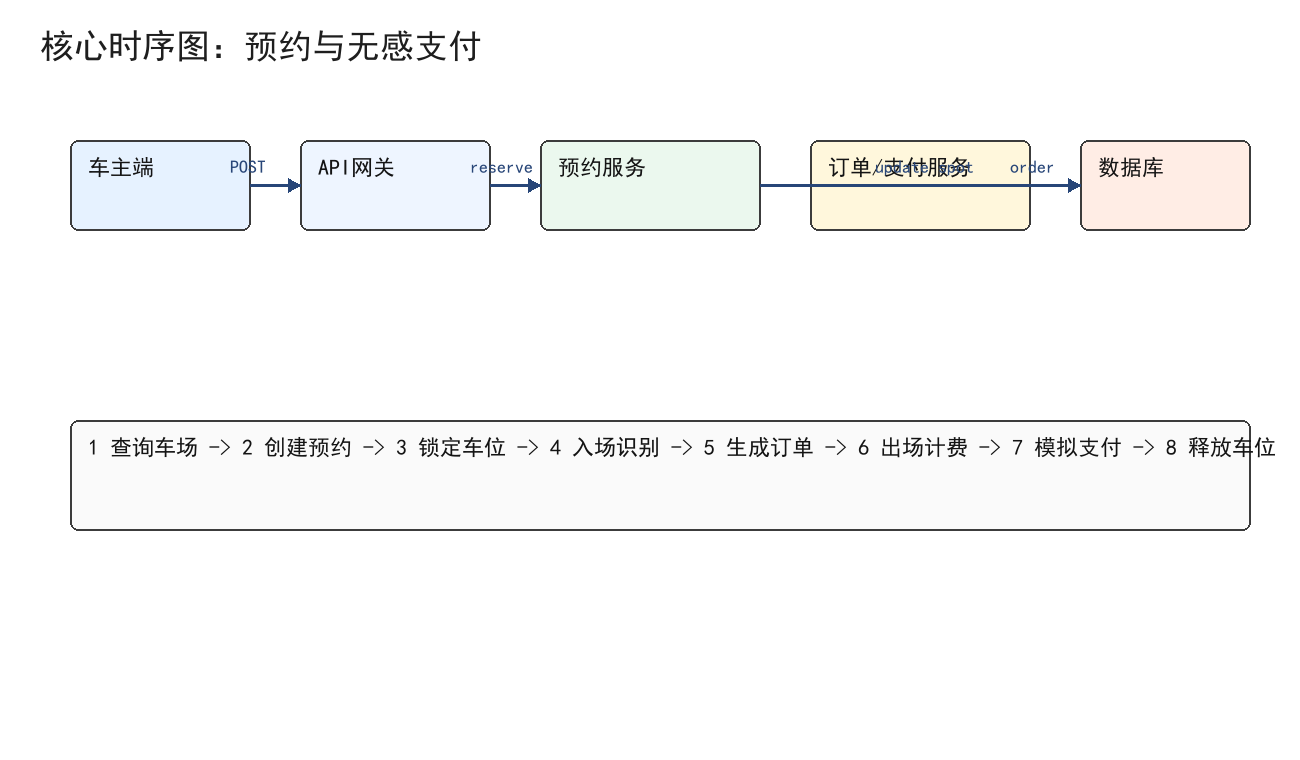 核心时序图：预约与无感支付
车主端
POST
API网关
reserve
预约服务
订单/支付服务
update spot
order
数据库
1 查询车场 -> 2 创建预约 -> 3 锁定车位 -> 4 入场识别 -> 5 生成订单 -> 6 出场计费 -> 7 模拟支付 -> 8 释放车位